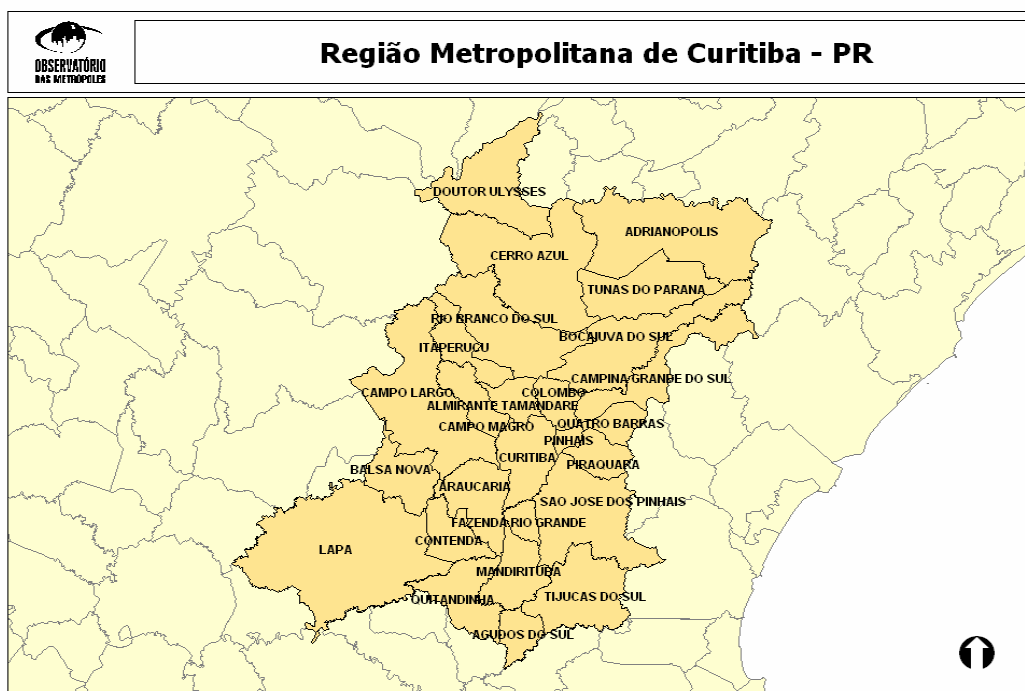 OBSERVATÓRIO
DAS METRÓPOLES
Região Metropolitana de Curitiba - PR
DOUTOR ULYSSES
ADRIANOPOLIS
CERRO AZUL
TUNAS DO PARANA
RIO BRANCO DO SUL
BOCAIUVA DO SUL
ITAPERUCU
CAMPINA GRANDE DO SUL
CAMPO LARGO
COLOMBO
ALMIRANTE TAMANDARE
QUATRO BARRAS
CAMPO MAGRO
PINHAIS
CURITIBA
PIRAQUARA
BALSA NOVA
ARAUCARIA
SAO JOSE DOS PINHAIS
FAZENDA RIO GRANDE
CONTENDA
LAPA
MANDIRITUBA
TIJUCAS DO SUL
QUITANDINHA
AGUDOS DO SUL